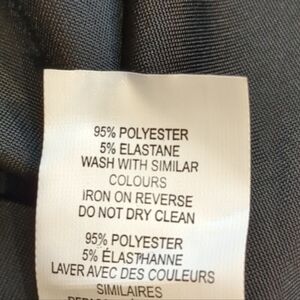 95% POLYESTER
5% ELASTANE
WASH WITH SIMILAR
COLOURS
IRON ON REVERSE
DO NOT DRY CLEAN
95% POLYESTER
5% ÉLASTHANNE
LAVER AVEC DES COULEURS
SIMILAIRES